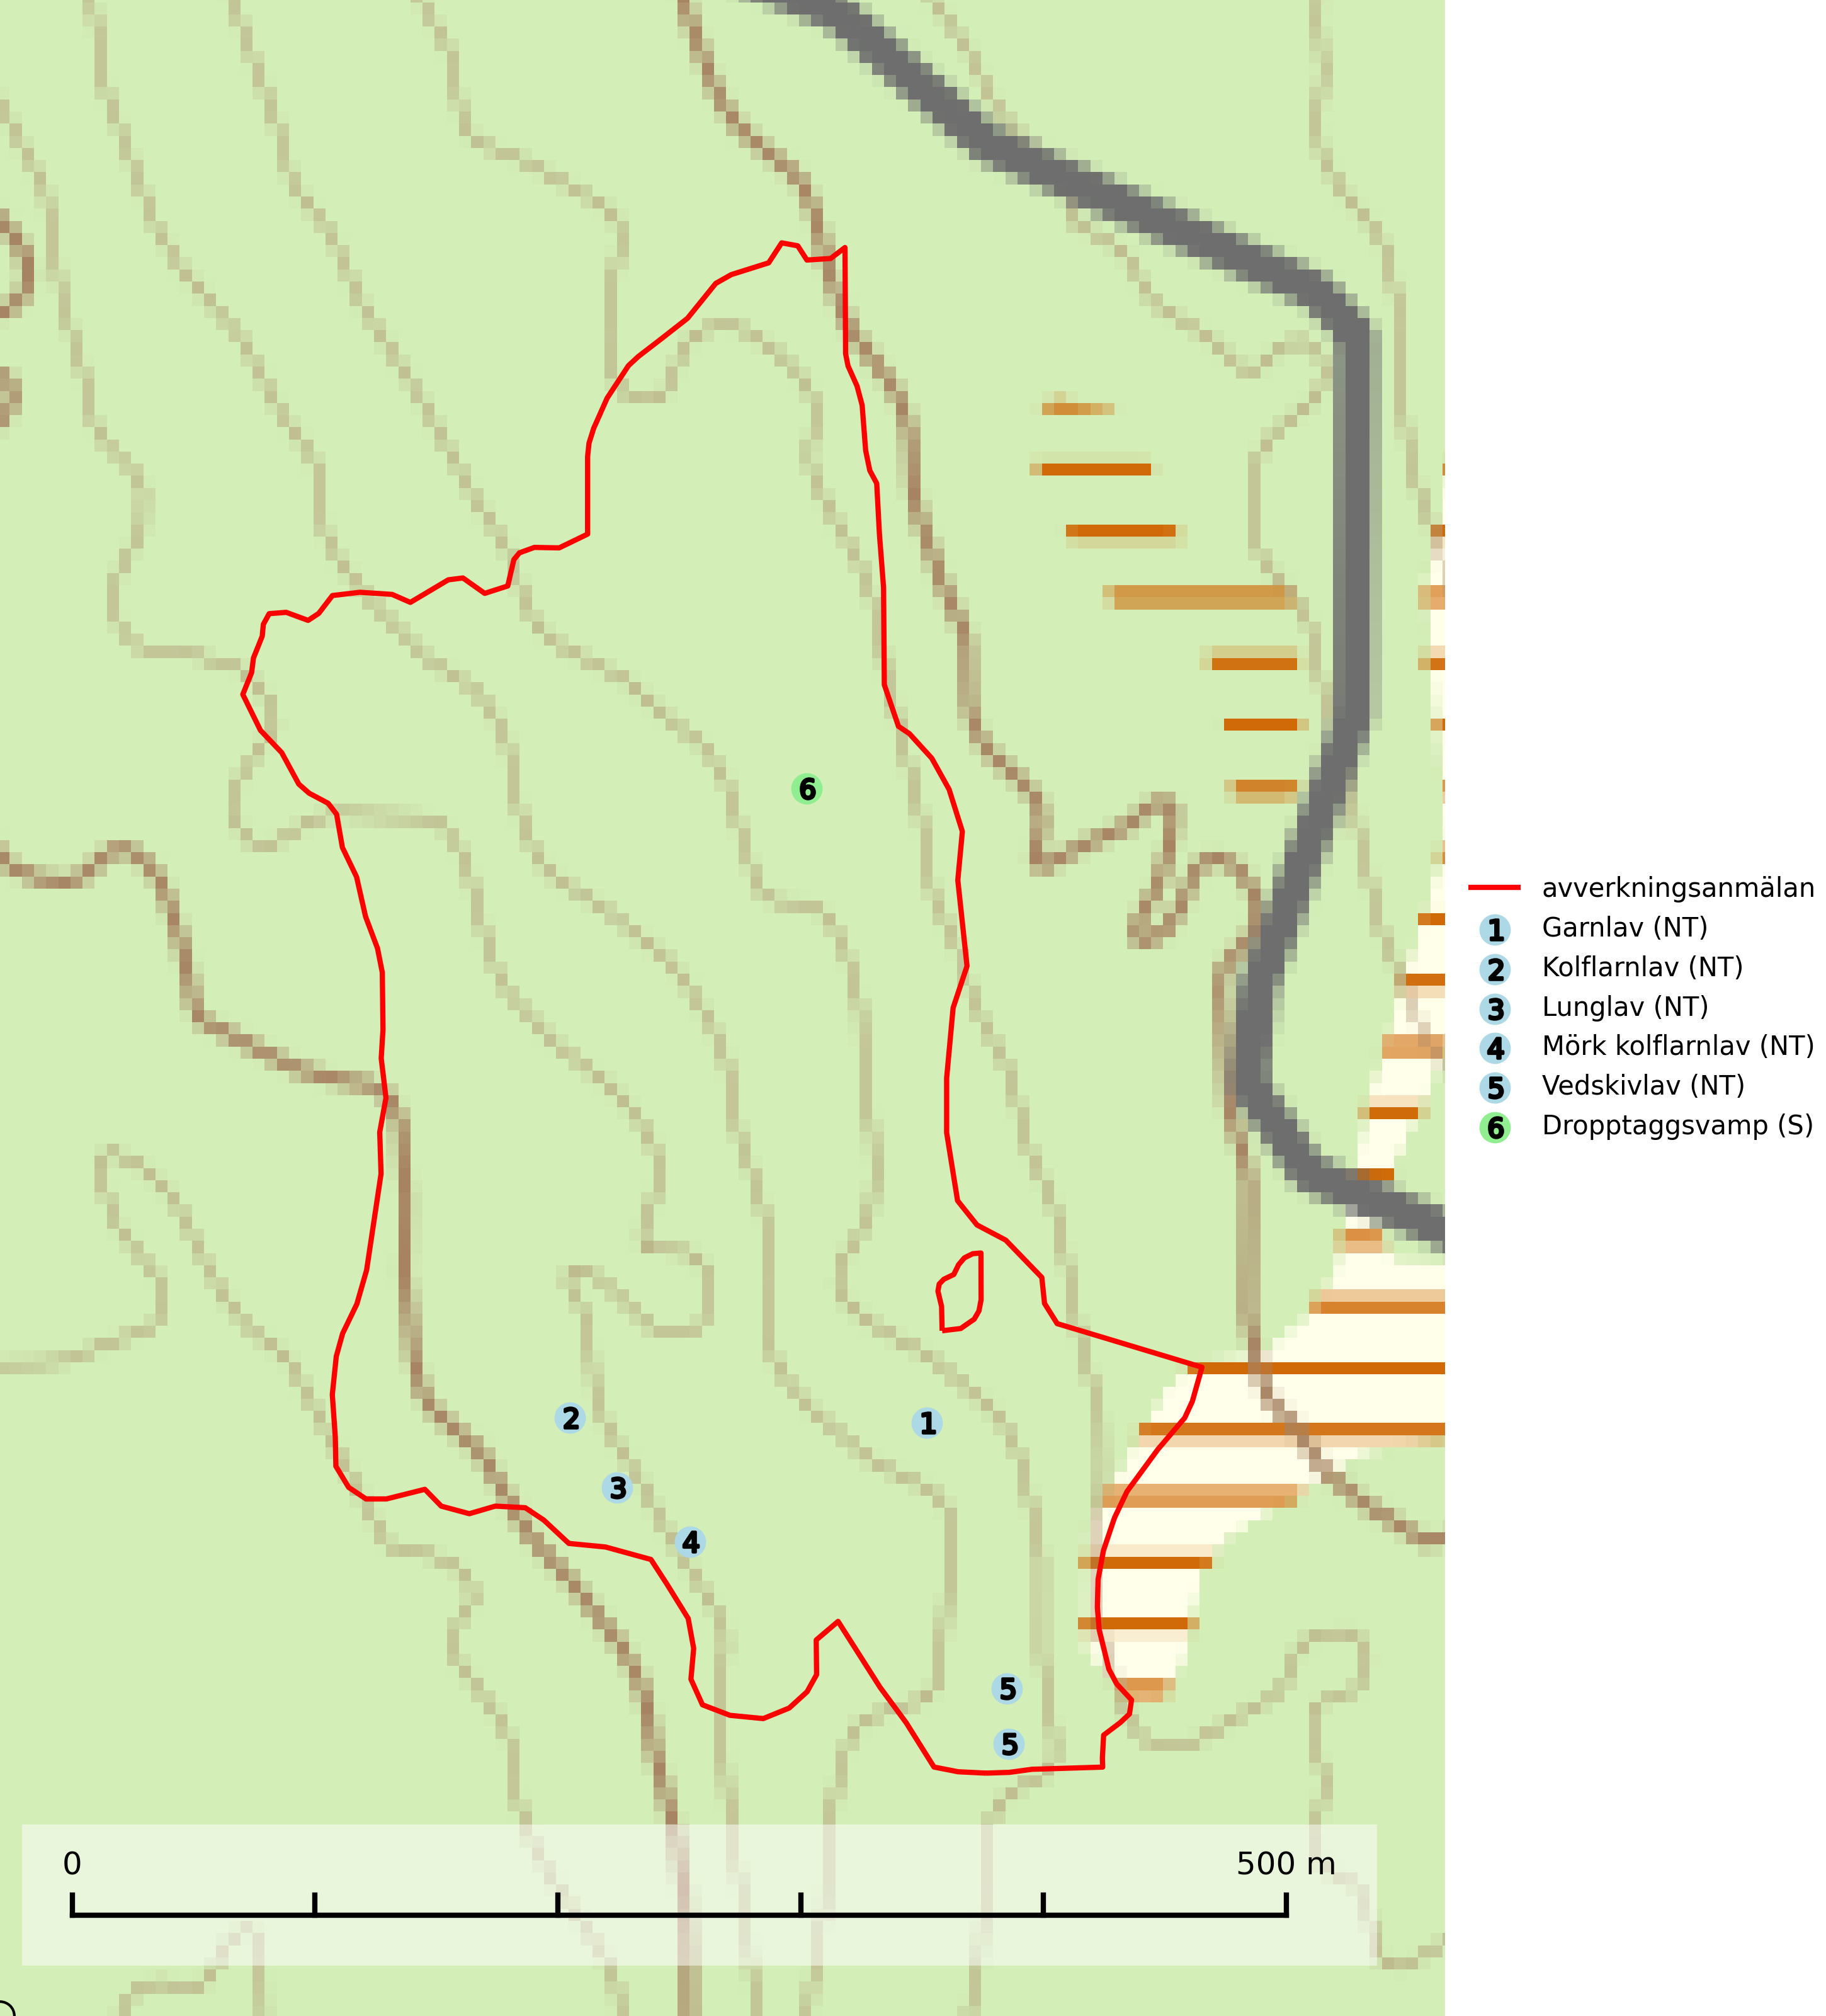 6
2
1
3
4
5
5
0 500 m
avverkningsanmälan
1 Garnlav (NT)
2 Kolflarnlav (NT)
3 Lunglav (NT)
4 Mörk kolflarnlav (NT)
5 Vedskivlav (NT)
6 Dropptaggsvamp (S)